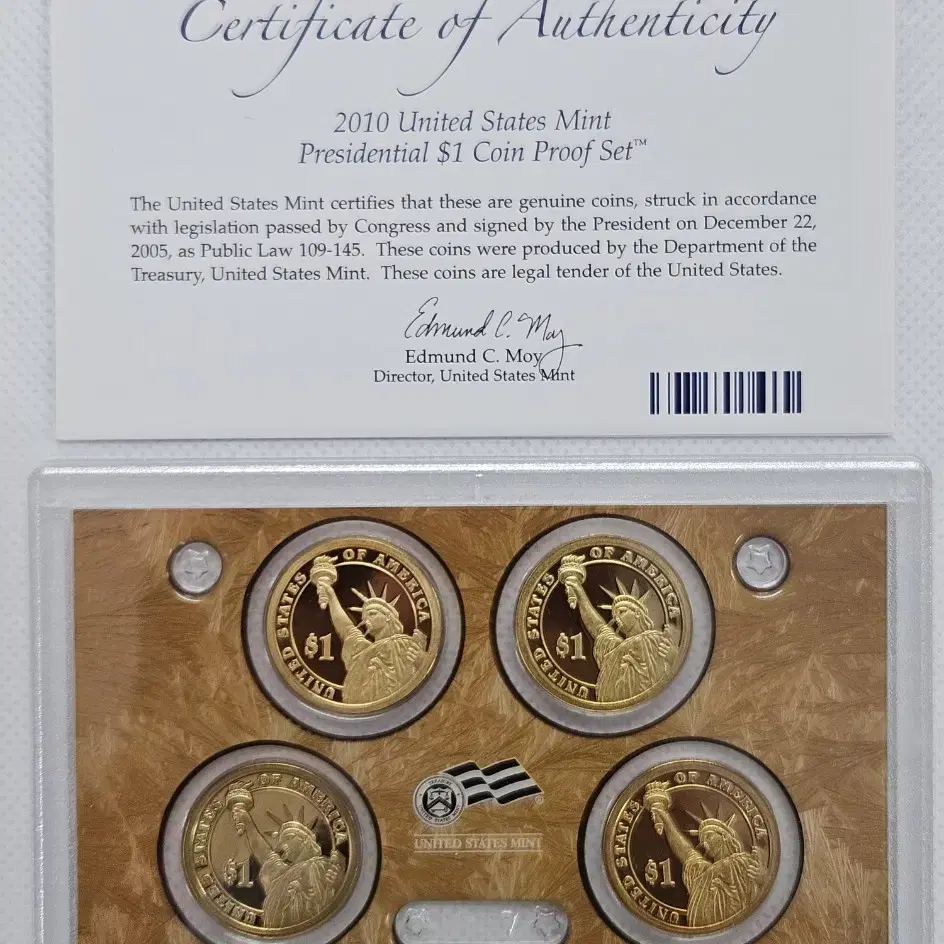 Certificate of Authenticity
2010 United States Mint
Presidential $1 Coin Proof Set™
The United States Mint certifies that these are genuine coins, struck in accordance
with legislation passed by Congress and signed by the President on December 22,
2005, as Public Law 109-145.  These coins were produced by the Department of the
Treasury, United States Mint.  These coins are legal tender of the United States.
Edmund C. Moy
Edmund C. Moy
Director, United States Mint
UNITED STATES OF AMERICA
$1
UNITED STATES OF AMERICA
$1
UNITED STATES MINT
UNITED STATES OF AMERICA
$1
UNITED STATES OF AMERICA
$1